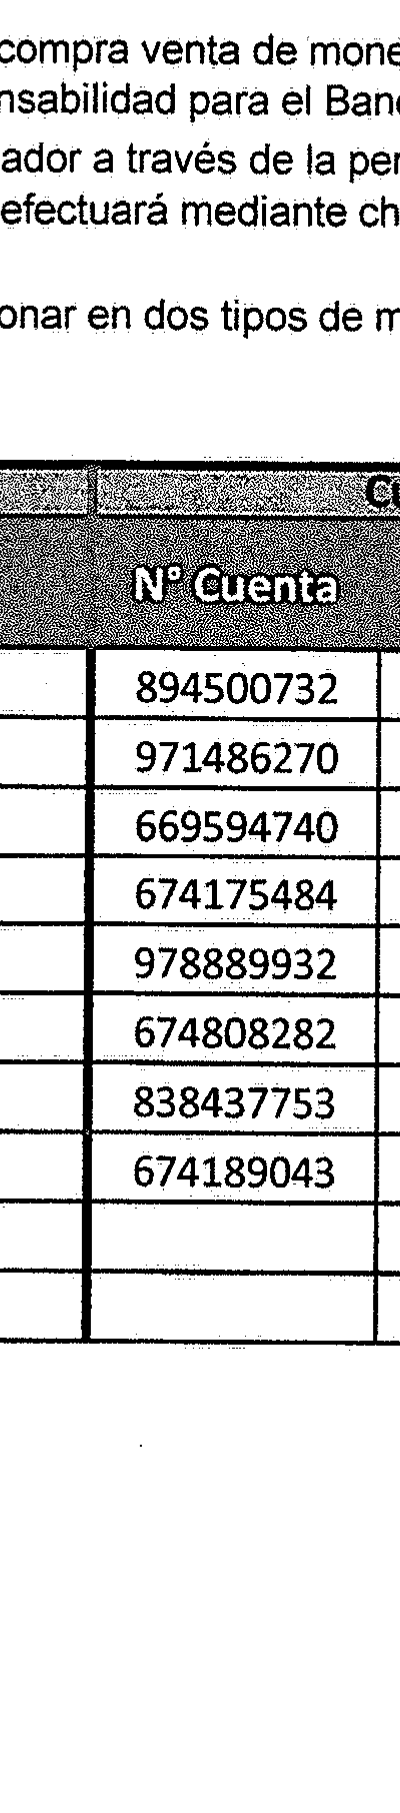 compra venta de mone
nsabilidad para el Banc
ador a través de la per
efectuará mediante ch
onar en dos tipos de m
Cu
N° Cuenta
894500732
971486270
669594740
674175484
978889932
674808282
838437753
674189043